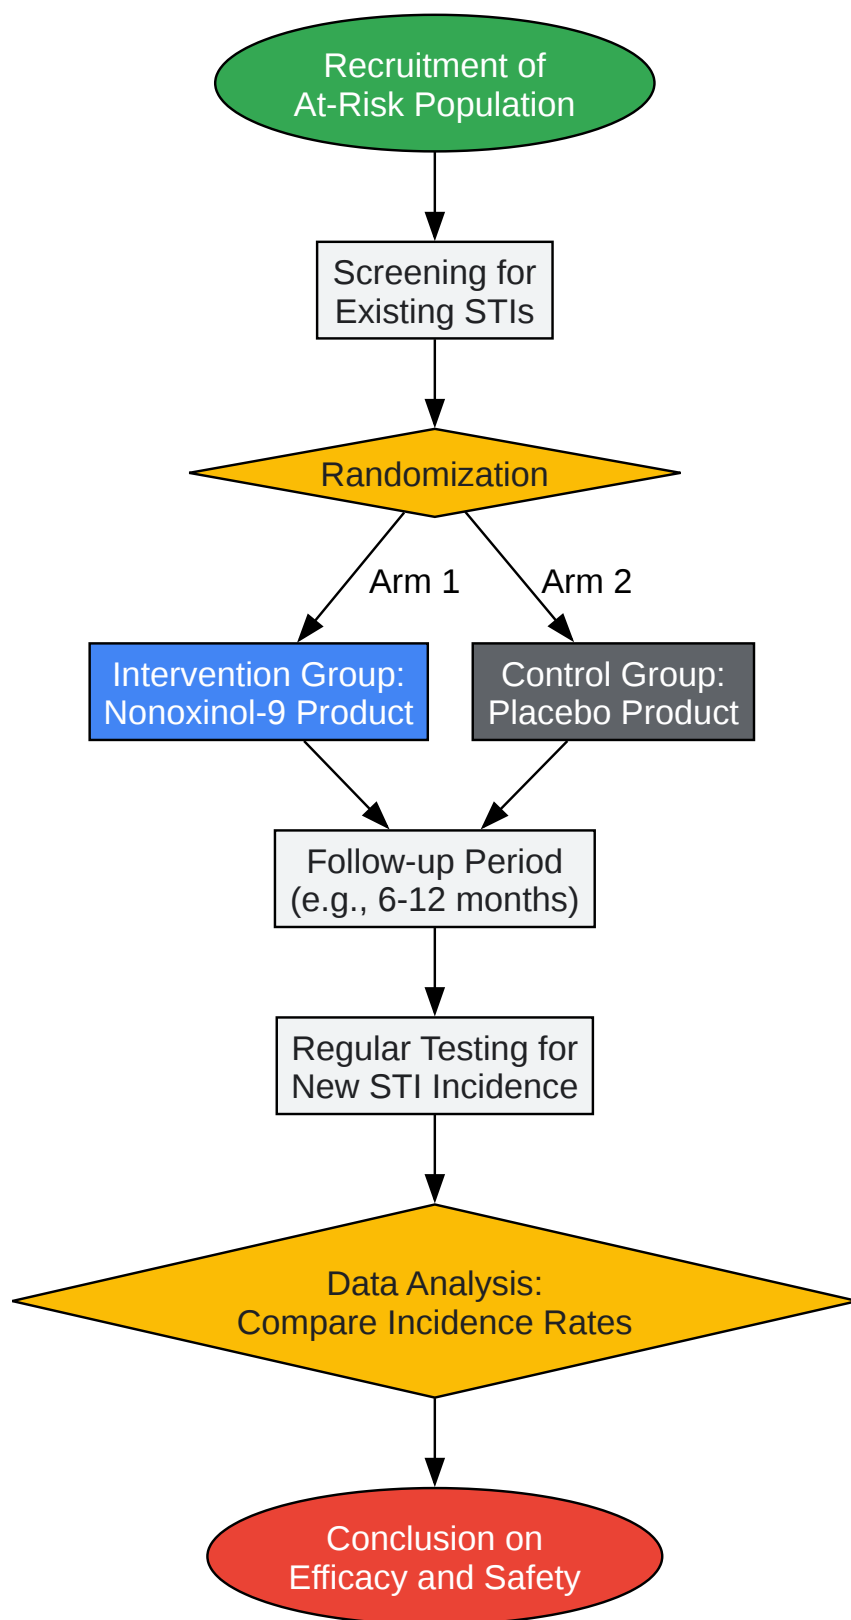 Recruitment of
At-Risk Population
Screening for
Existing STIs
Randomization
Arm 1
Arm 2
Intervention Group:
Nonoxinol-9 Product
Control Group:
Placebo Product
Follow-up Period
(e.g., 6-12 months)
Regular Testing for
New STI Incidence
Data Analysis:
Compare Incidence Rates
Conclusion on
Efficacy and Safety